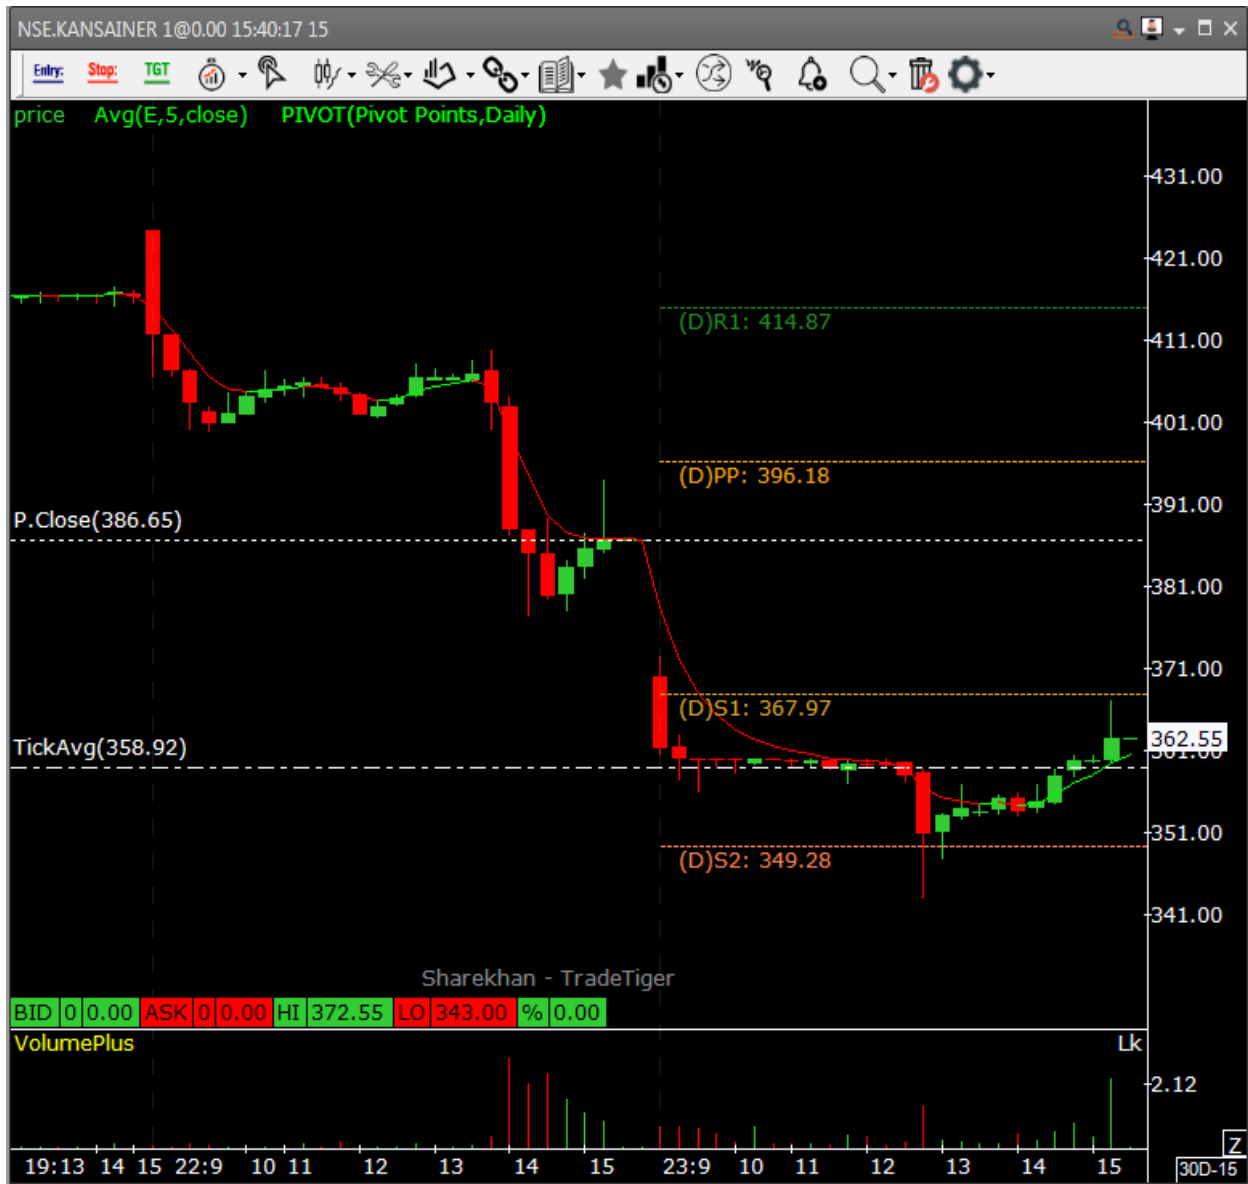 NSE.KANSAINER 1@0.00 15:40:17 15
Entry: Stop: TGT
price Avg(E,5,close) PIVOT(Pivot Points,Daily)
431.00
421.00
(D)R1: 414.87
411.00
401.00
(D)PP: 396.18
391.00
P.Close(386.65)
381.00
371.00
(D)S1: 367.97
362.55
TickAvg(358.92)
361.00
351.00
(D)S2: 349.28
341.00
Sharekhan - TradeTiger
BID 0 0.00 ASK 0 0.00 HI 372.55 LO 343.00 % 0.00
VolumePlus Lk
2.12
Z
19:13 14 15 22:9 10 11 12 13 14 15 23:9 10 11 12 13 14 15 30D-15